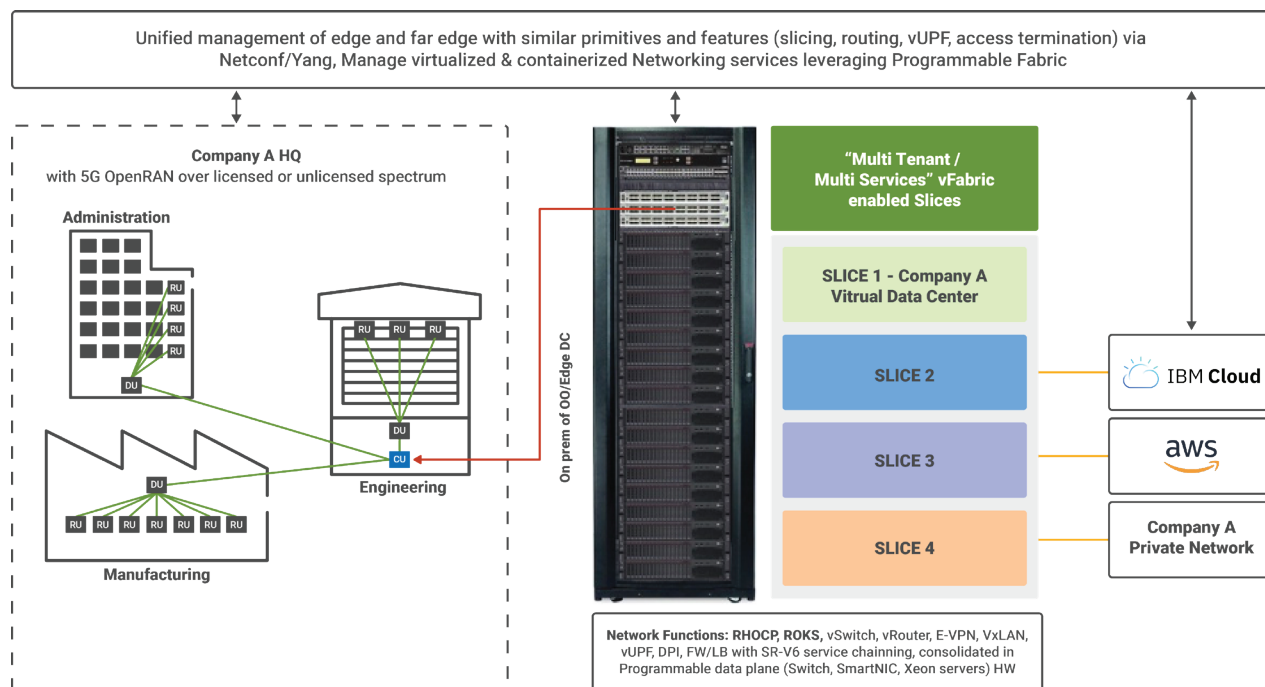 Unified management of edge and far edge with similar primitives and features (slicing, routing, vUPF, access termination) via
Netconf/Yang, Manage virtualized & containerized Networking services leveraging Programmable Fabric
Company A HQ
with 5G OpenRAN over licensed or unlicensed spectrum
Administration
RU
RU
RU
RU
DU
RU RU RU
DU
CU
Engineering
DU
RU RU RU RU RU RU RU
Manufacturing
On prem of OO/Edge DC
“Multi Tenant /
Multi Services” vFabric
enabled Slices
SLICE 1 - Company A
Vitrual Data Center
SLICE 2
SLICE 3
SLICE 4
IBM Cloud
aws
Company A
Private Network
Network Functions: RHOCP, ROKS, vSwitch, vRouter, E-VPN, VxLAN,
vUPF, DPI, FW/LB with SR-V6 service channing, consolidated in
Programmable data plane (Switch, SmartNIC, Xeon servers) HW